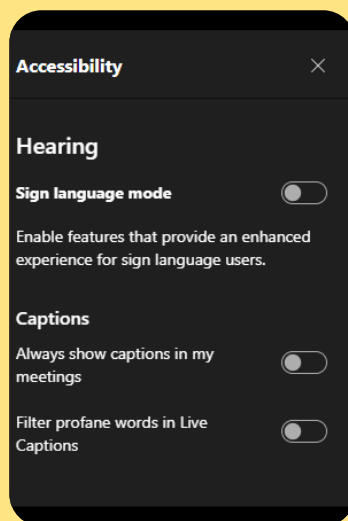 Accessibility
Hearing
Sign language mode
Enable features that provide an enhanced
experience for sign language users.
Captions
Always show captions in my
meetings
Filter profane words in Live
Captions